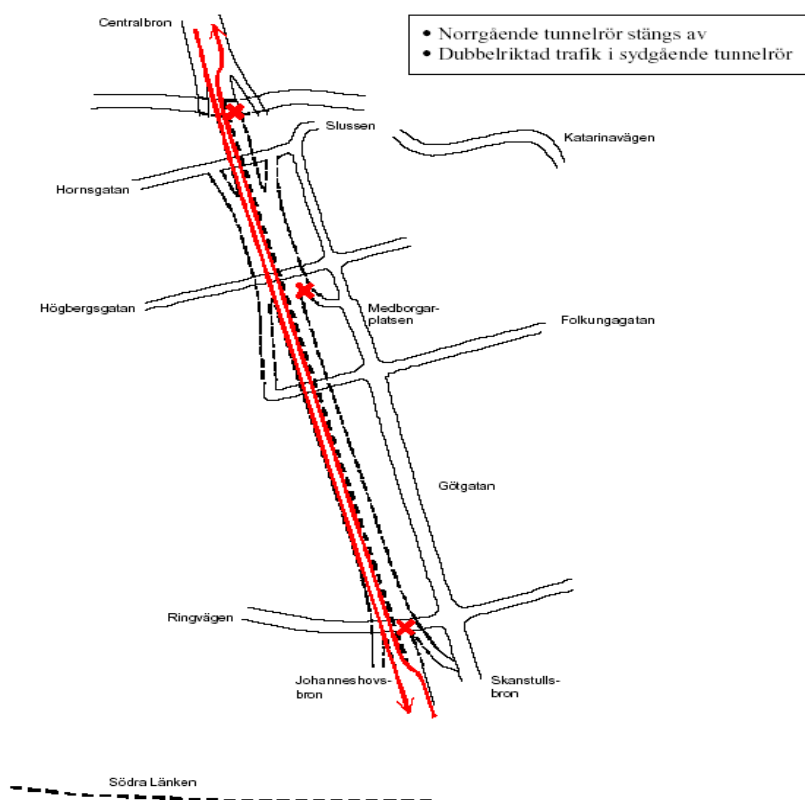 Centralbron
• Norrgående tunnelrör stängs av
• Dubbelriktad trafik i sydgående tunnelrör
Slussen
Katarinavägen
Hornsgatan
Högbergsgatan
Medborgar-
platsen
Folkungagatan
Götgatan
Ringvägen
Johanneshovs-
bron
Skanstulls-
bron
Södra Länken